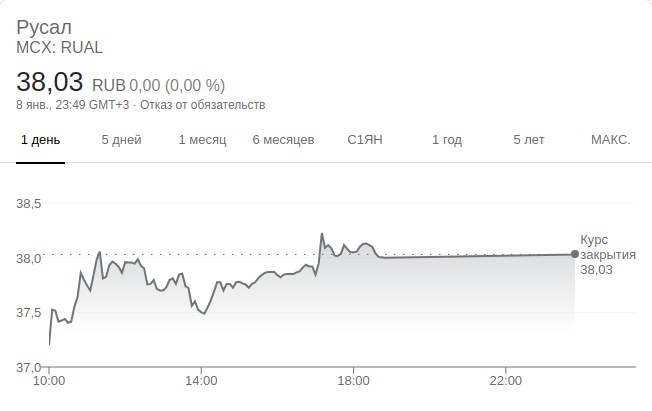 Русал
MCX: RUAL
38,03 RUB 0,00 (0,00 %)
8 янв., 23:49 GMT+3 · Отказ от обязательств
1 день 5 дней 1 месяц 6 месяцев С1ЯН 1 год 5 лет МАКС.
38,5
Курс
38,0 закрытия
38,03
37,5
37,0
10:00 14:00 18:00 22:00